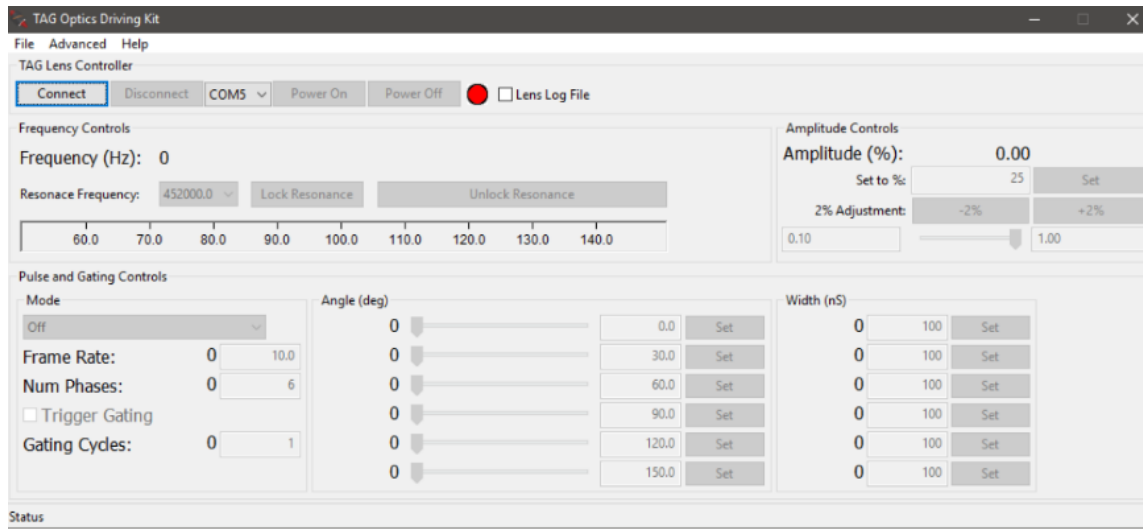 TAG Optics Driving Kit
File Advanced Help
TAG Lens Controller
Connect Disconnect COM5 Power On Power Off Lens Log File
Frequency Controls
Frequency (Hz): 0
Resonace Frequency: 452000.0 Lock Resonance Unlock Resonance
60.0 70.0 80.0 90.0 100.0 110.0 120.0 130.0 140.0
Amplitude Controls
Amplitude (%): 0.00
Set to %: 25 Set
2% Adjustment: -2% +2%
0.10 1.00
Pulse and Gating Controls
Mode
Off
Frame Rate: 0 10.0
Num Phases: 0 6
Trigger Gating
Gating Cycles: 0 1
Angle (deg)
0 0.0 Set
0 30.0 Set
0 60.0 Set
0 90.0 Set
0 120.0 Set
0 150.0 Set
Width (nS)
0 100 Set
0 100 Set
0 100 Set
0 100 Set
0 100 Set
0 100 Set
Status